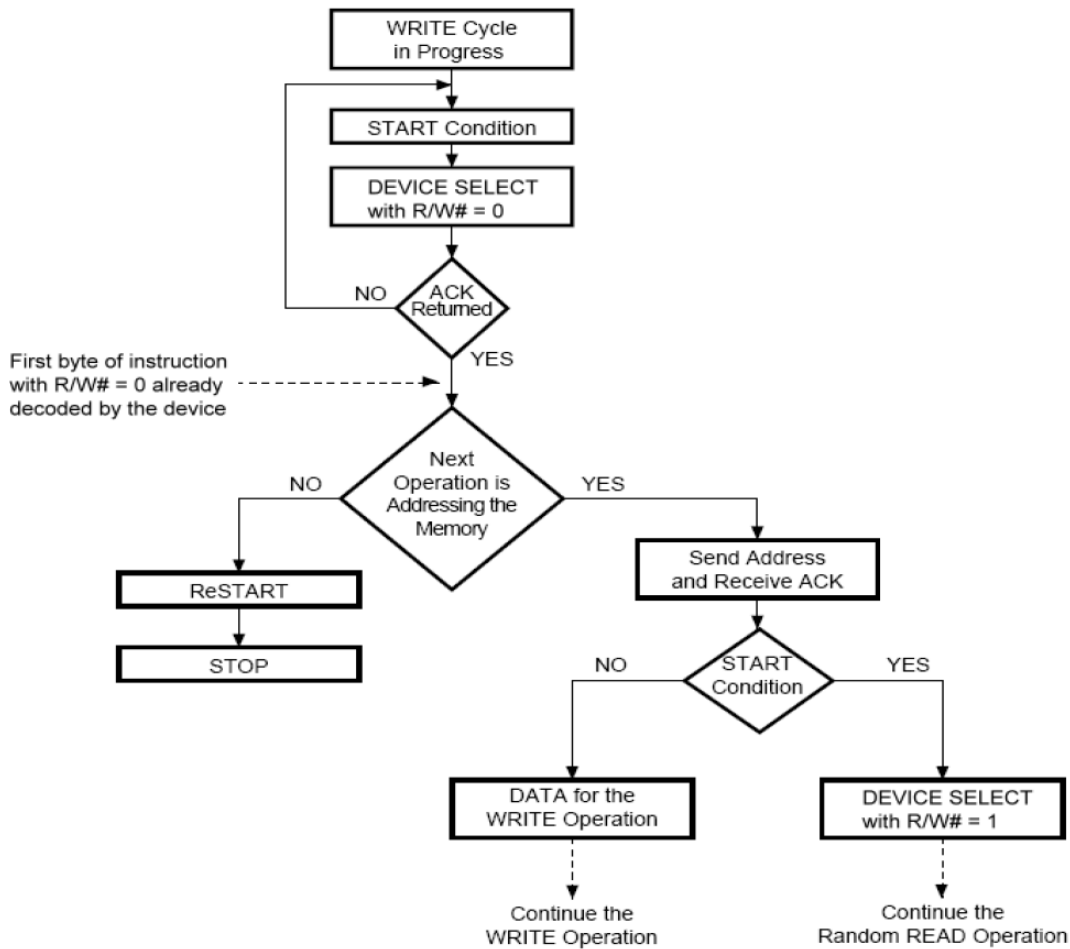 WRITE Cycle
in Progress
START Condition
DEVICE SELECT
with R/W# = 0
NO
ACK
Returned
YES
First byte of instruction
with R/W# = 0 already
decoded by the device
NO
Next
Operation is
Addressing the
Memory
YES
ReSTART
STOP
Send Address
and Receive ACK
NO
START
Condition
YES
DATA for the
WRITE Operation
DEVICE SELECT
with R/W# = 1
Continue the
WRITE Operation
Continue the
Random READ Operation